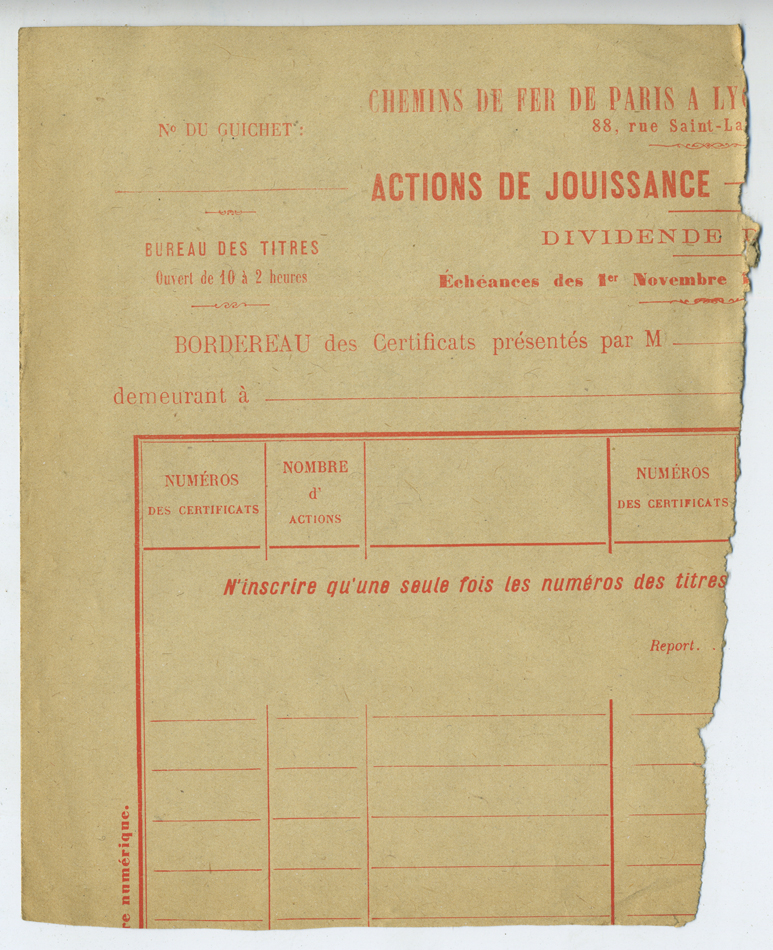 CHEMINS DE FER DE PARIS A LY
88, rue Saint-La
No DU GUICHET :
ACTIONS DE JOUISSANCE —
DIVIDENDE
BUREAU DES TITRES
Ouvert de 10 à 2 heures
Échéances des 1er Novembre
BORDEREAU des Certificats présentés par M
demeurant à
NUMÉROS
DES CERTIFICATS
NOMBRE
d'
ACTIONS
NUMÉROS
DES CERTIFICATS
N'inscrire qu'une seule fois les numéros des titres
Report. .
re numérique.